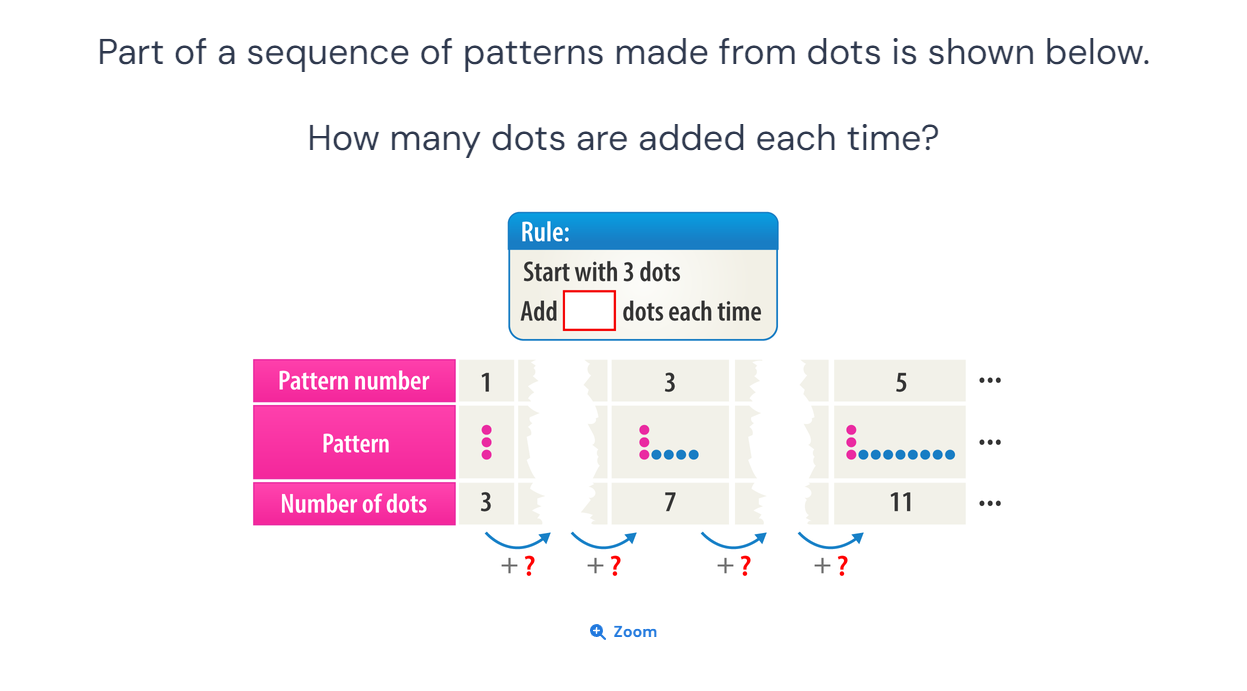 Part of a sequence of patterns made from dots is shown below.
How many dots are added each time?
Rule:
Start with 3 dots
Add dots each time
Pattern number 1 3 5 ...
Pattern ...
Number of dots 3 7 11 ...
+ ? + ? + ? + ?
Zoom